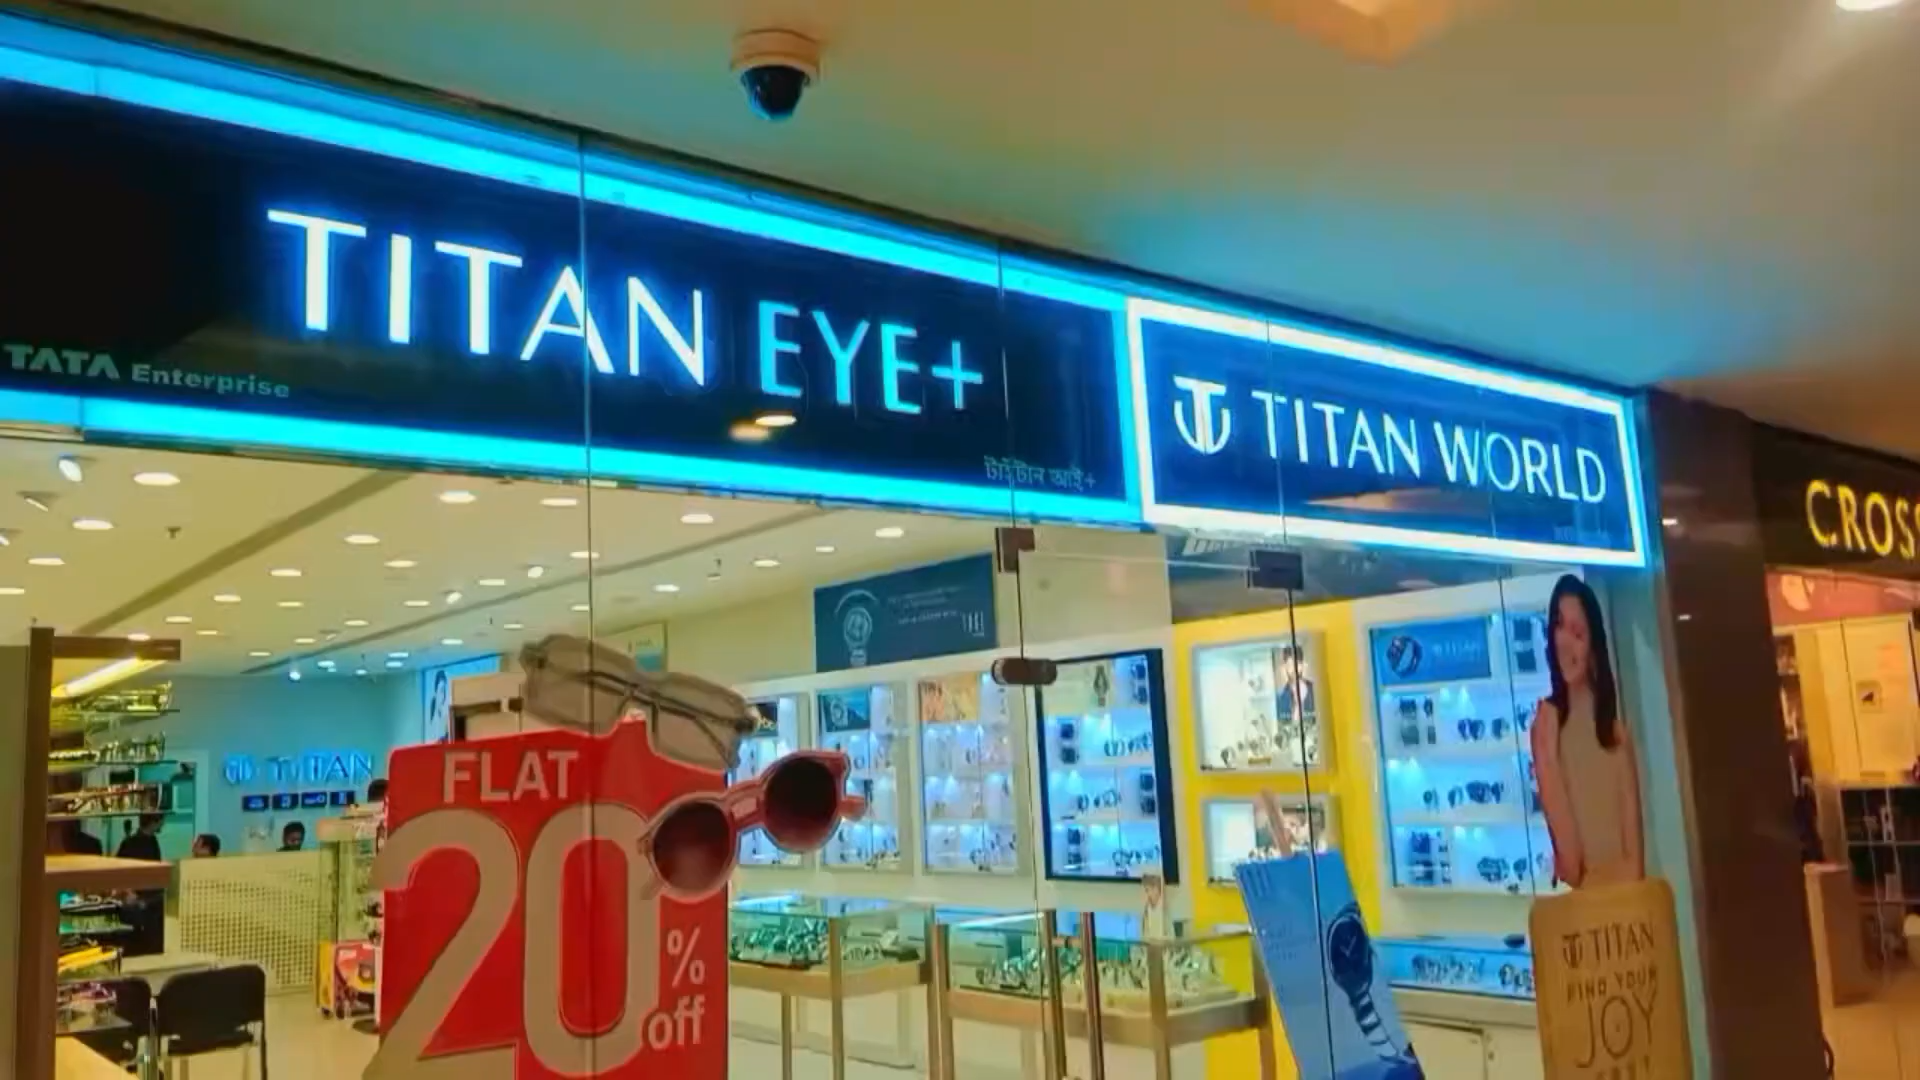 TITAN EYE+
TATA Enterprise
টাইটান আই+
TITAN WORLD
CROSS
TITAN
FLAT
20
%
off
TITAN
FIND YOUR
JOY